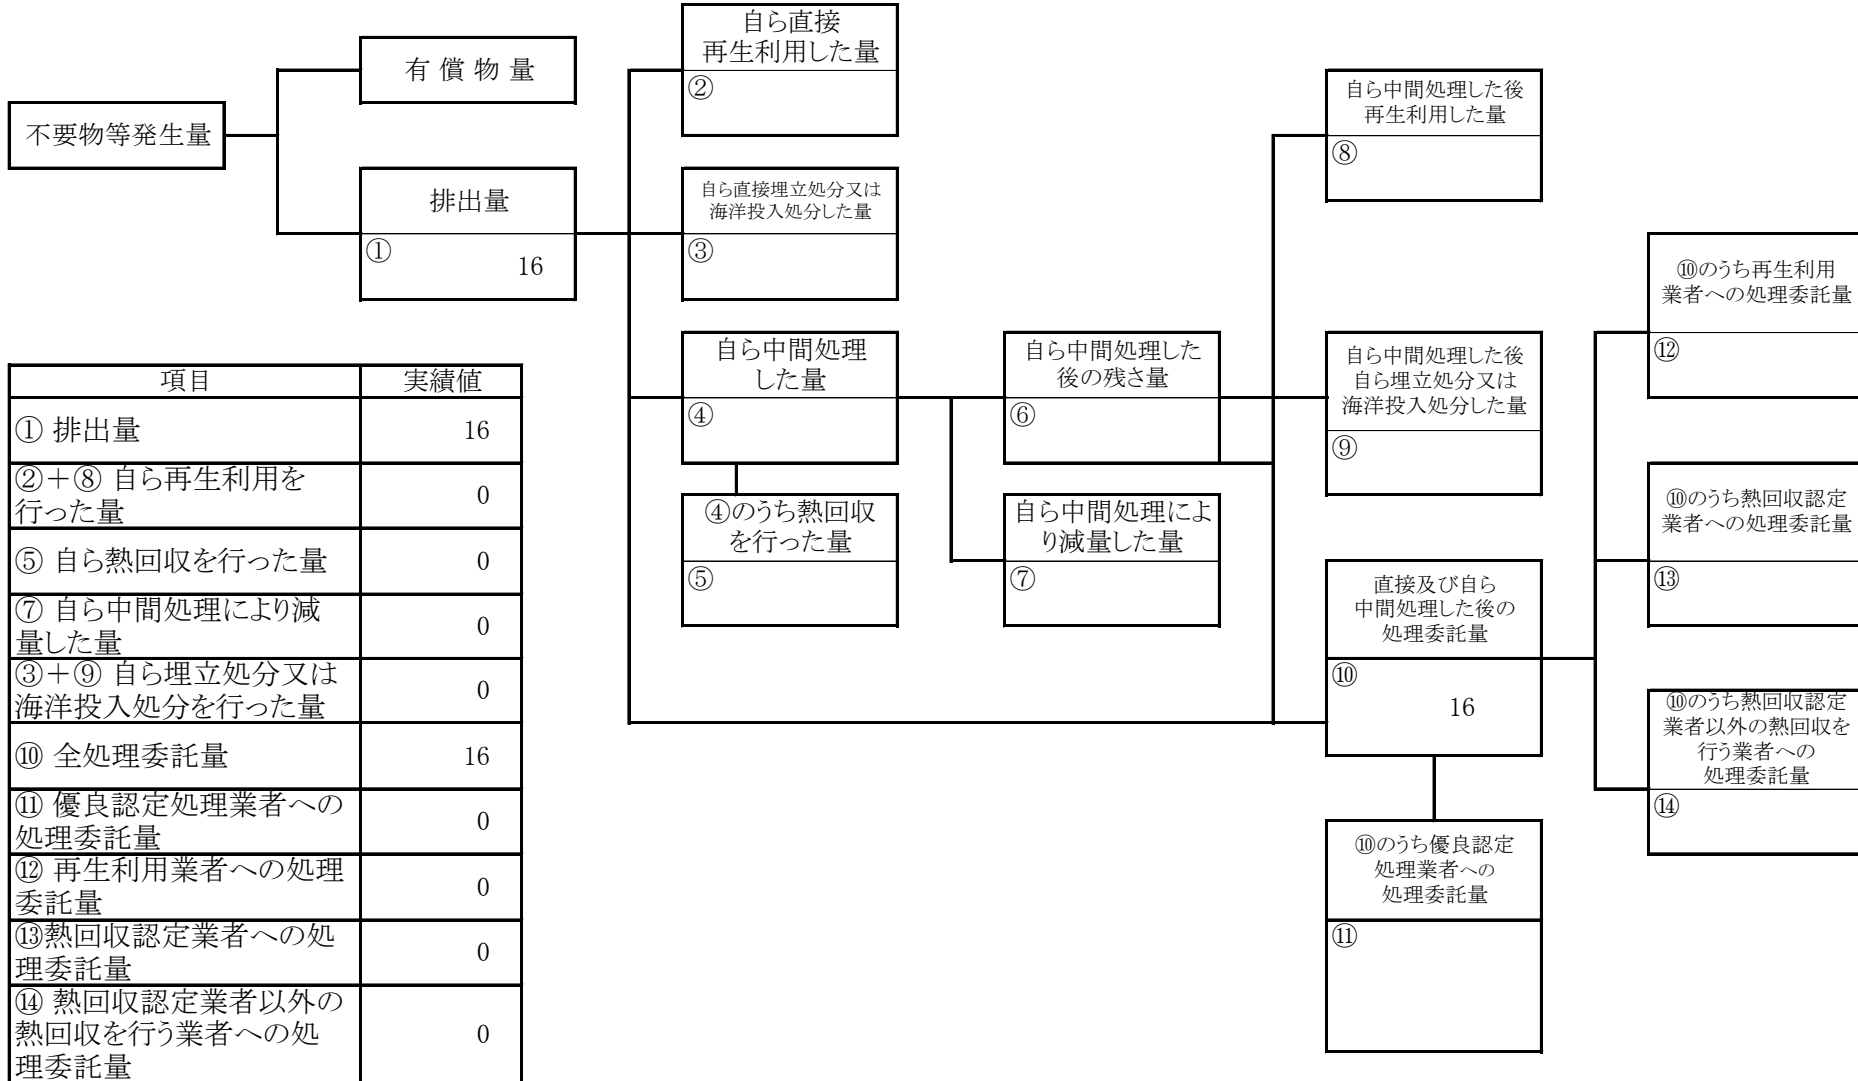 不要物等発生量
有 償 物 量
排出量
①
16
自ら直接
再生利用した量
②
自ら直接埋立処分又は
海洋投入処分した量
③
自ら中間処理
した量
④
④のうち熱回収
を行った量
⑤
自ら中間処理した
後の残さ量
⑥
自ら中間処理によ
り減量した量
⑦
自ら中間処理した後
再生利用した量
⑧
自ら中間処理した後
自ら埋立処分又は
海洋投入処分した量
⑨
直接及び自ら
中間処理した後の
処理委託量
⑩
16
⑩のうち優良認定
処理業者への
処理委託量
⑪
⑩のうち再生利用
業者への処理委託量
⑫
⑩のうち熱回収認定
業者への処理委託量
⑬
⑩のうち熱回収認定
業者以外の熱回収を
行う業者への
処理委託量
⑭
項目 実績値
① 排出量 16
②+⑧ 自ら再生利用を
行った量 0
⑤ 自ら熱回収を行った量 0
⑦ 自ら中間処理により減
量した量 0
③+⑨ 自ら埋立処分又は
海洋投入処分を行った量 0
⑩ 全処理委託量 16
⑪ 優良認定処理業者への
処理委託量 0
⑫ 再生利用業者への処理
委託量 0
⑬熱回収認定業者への処
理委託量 0
⑭ 熱回収認定業者以外の
熱回収を行う業者への処
理委託量 0